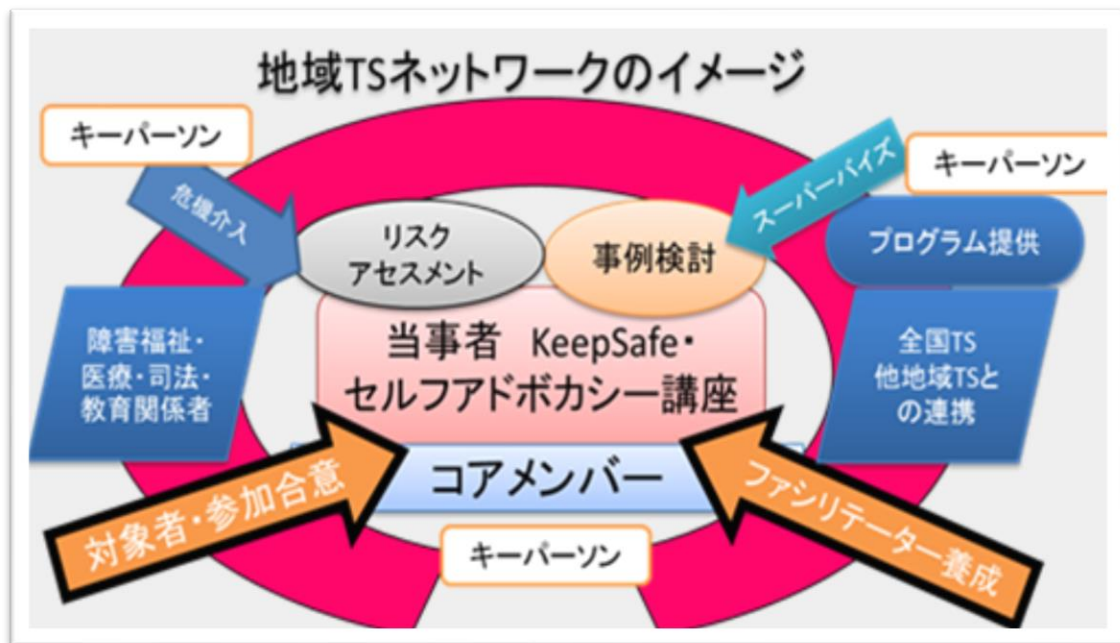 地域TSネットワークのイメージ
キーパーソン
キーパーソン
危機介入
スーパーバイズ
リスク
アセスメント
事例検討
プログラム提供
障害福祉・
医療・司法・
教育関係者
当事者 KeepSafe・
セルフアドボカシー講座
全国TS
他地域TSと
の連携
コアメンバー
対象者・参加合意
ファシリテーター養成
キーパーソン